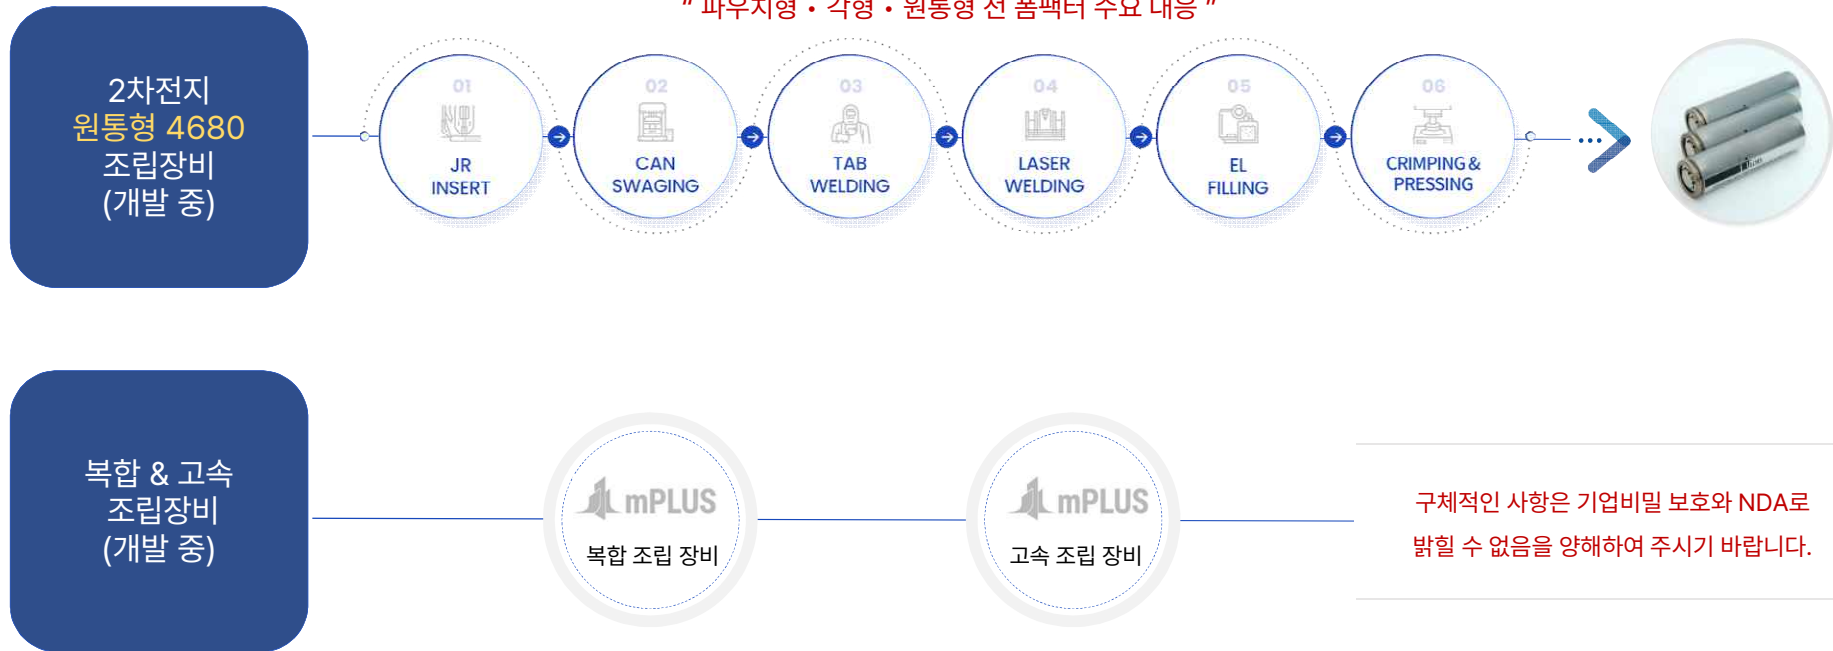 " 파우치형 • 각형 • 원통형 전 폼팩터 수요 대응 "
2차전지
원통형 4680
조립장비
(개발 중)
01
JR
INSERT
02
CAN
SWAGING
03
TAB
WELDING
04
LASER
WELDING
05
EL
FILLING
06
CRIMPING &
PRESSING
복합 & 고속
조립장비
(개발 중)
mPLUS
복합 조립 장비
mPLUS
고속 조립 장비
구체적인 사항은 기업비밀 보호와 NDA로
밝힐 수 없음을 양해하여 주시기 바랍니다.